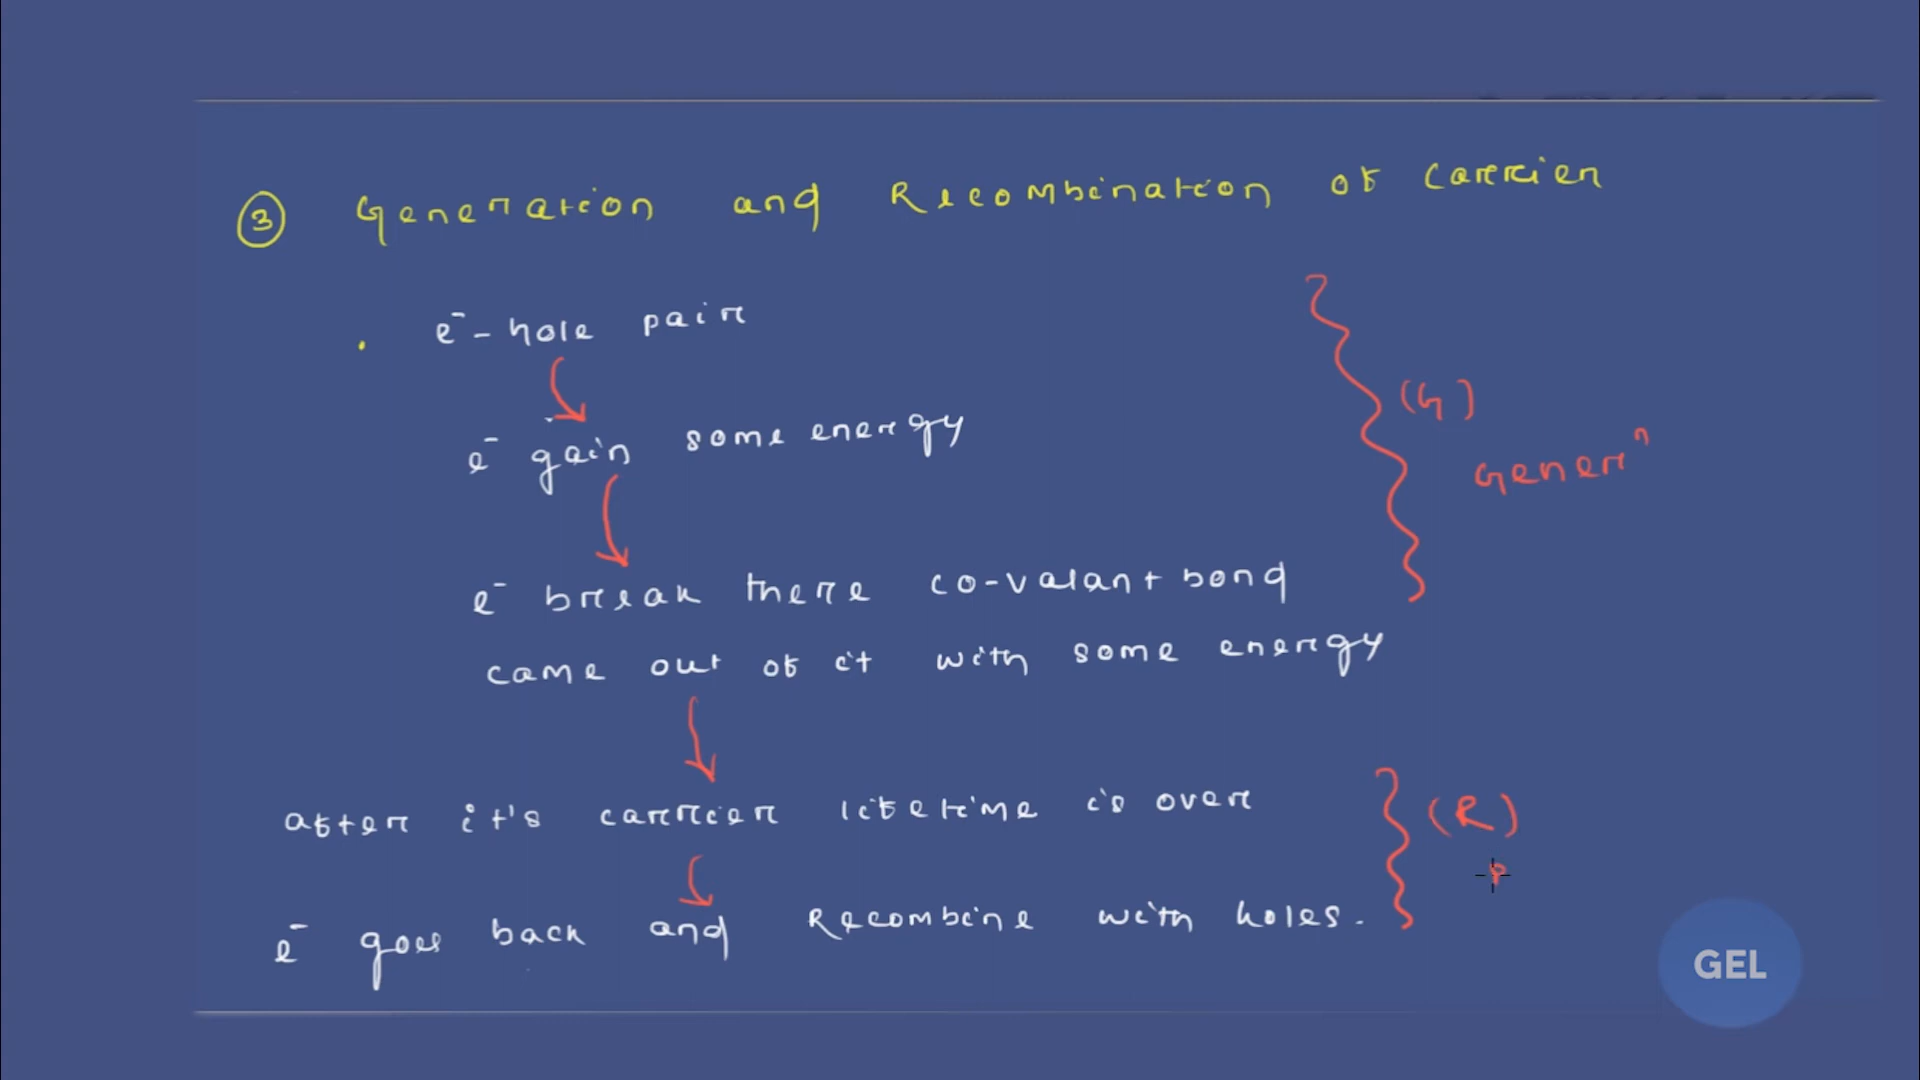 ③ Generation and Recombination of Carrier
. e⁻ - hole pair
e⁻ gain some energy
(G)
Generⁿ
e⁻ break there co-valant bond
came out of it with some energy
after it's carrier lifetime is over
(R)
e⁻ goes back and Recombine with holes.
GEL